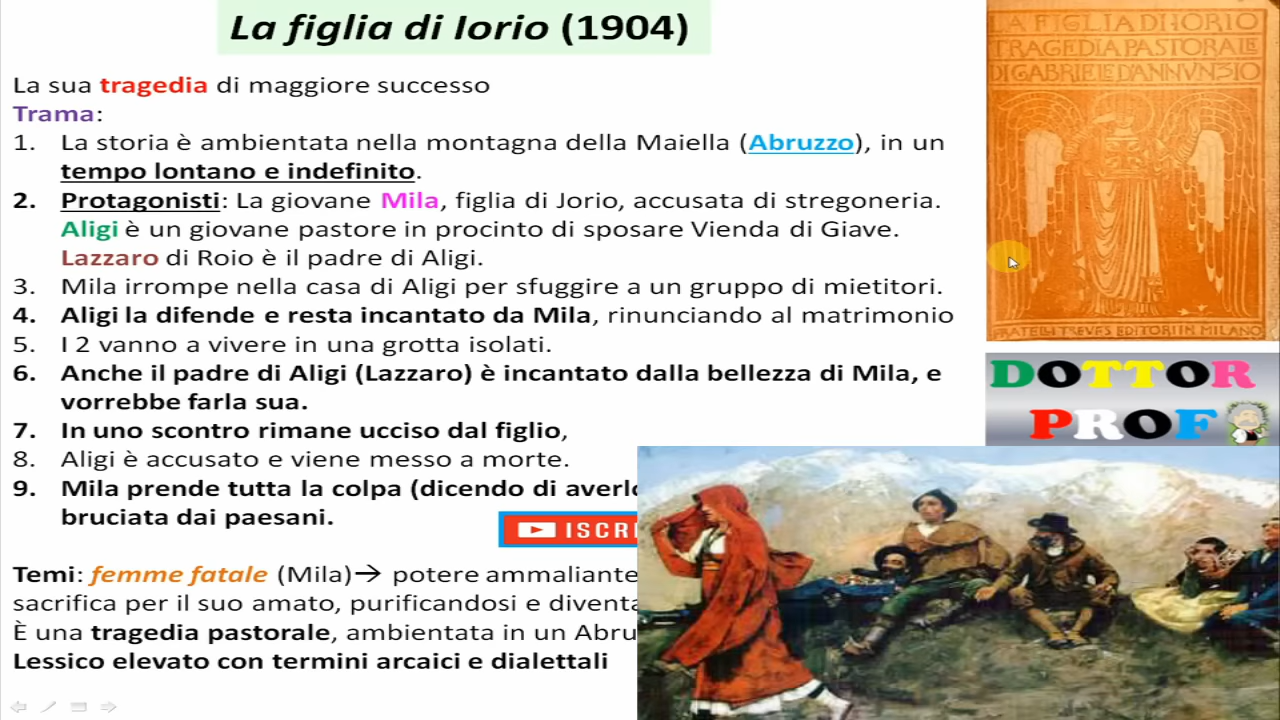 La figlia di Iorio (1904)
La sua tragedia di maggiore successo
Trama:
1. La storia è ambientata nella montagna della Maiella (Abruzzo), in un
tempo lontano e indefinito.
2. Protagonisti: La giovane Mila, figlia di Jorio, accusata di stregoneria.
Aligi è un giovane pastore in procinto di sposare Vienda di Giave.
Lazzaro di Roio è il padre di Aligi.
3. Mila irrompe nella casa di Aligi per sfuggire a un gruppo di mietitori.
4. Aligi la difende e resta incantato da Mila, rinunciando al matrimonio
5. I 2 vanno a vivere in una grotta isolati.
6. Anche il padre di Aligi (Lazzaro) è incantato dalla bellezza di Mila, e
vorrebbe farla sua.
7. In uno scontro rimane ucciso dal figlio,
8. Aligi è accusato e viene messo a morte.
9. Mila prende tutta la colpa (dicendo di
bruciata dai paesani.
ISCR
Temi: femme fatale (Mila)→ potere ammaliante
sacrifica per il suo amato, purificandosi e
È una tragedia pastorale, ambientata in un
Lessico elevato con termini arcaici e dialettali
LA FIGLIA DI IORIO
TRAGEDIA PASTORALE
DI GABRIELE D'ANNVNZIO
FRATELLI TREVES EDITORI IN MILANO
DOTTOR
PROF